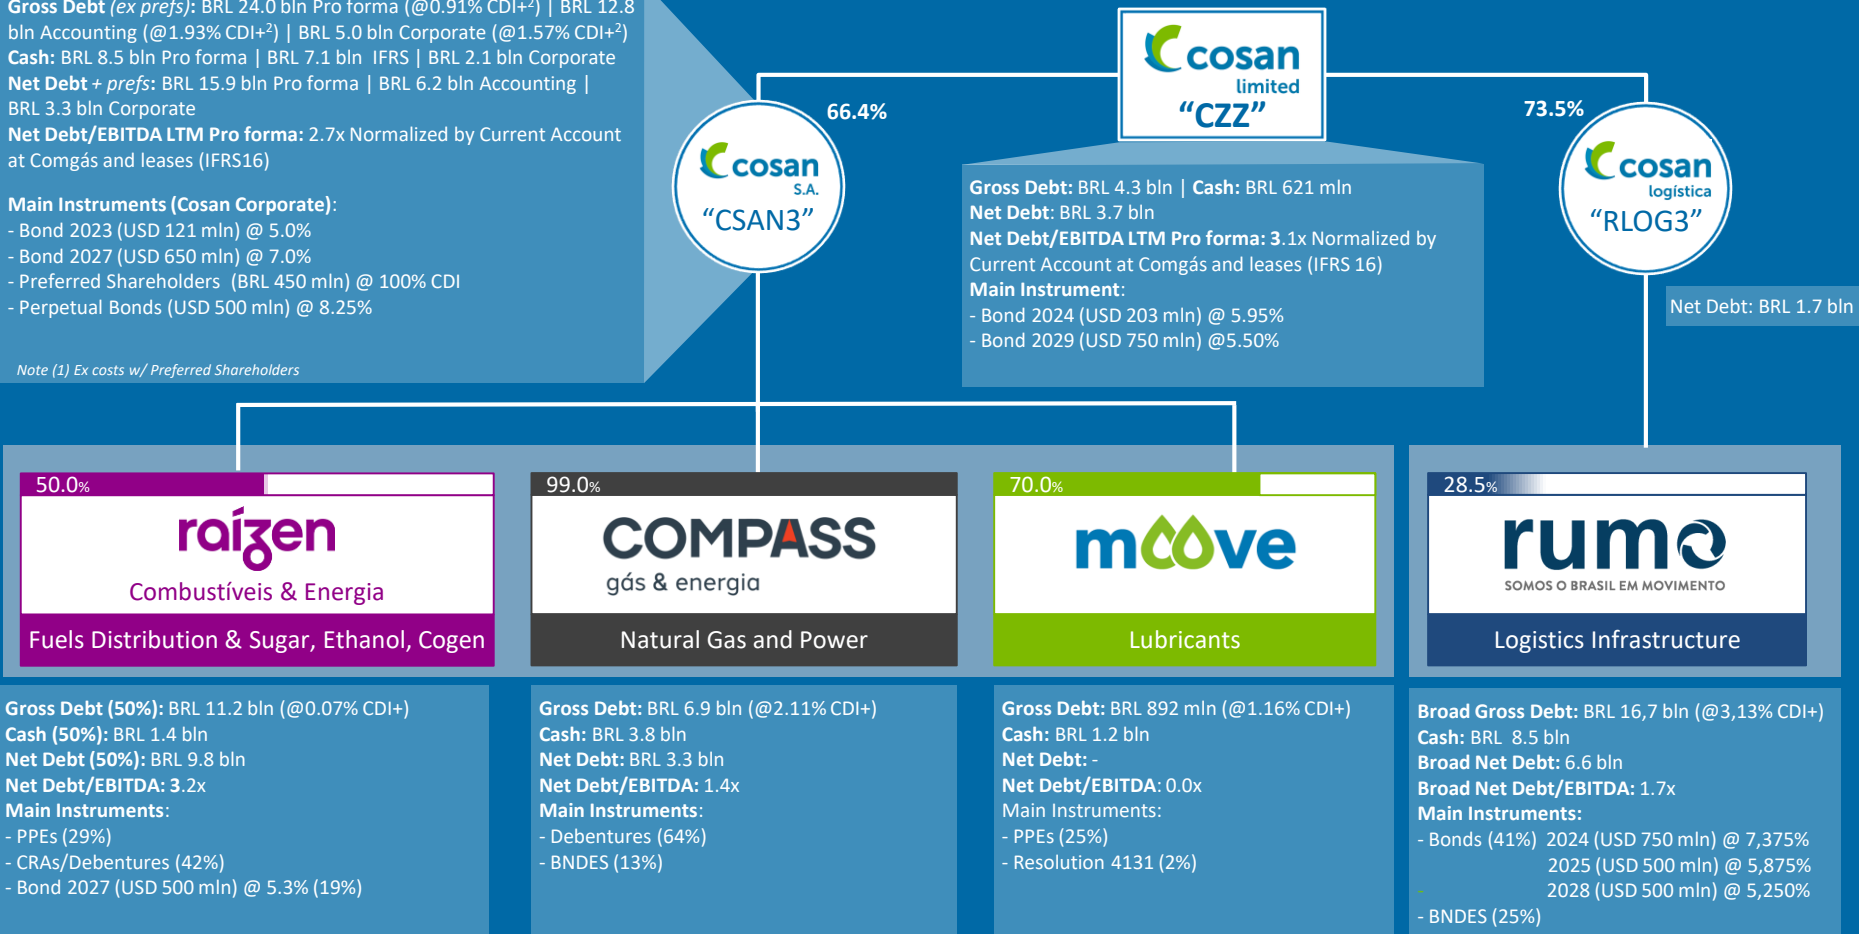 Gross Debt (ex prefs): BRL 24.0 bln Pro forma (@0.91% CDI+²) | BRL 12.8
bln Accounting (@1.93% CDI+²) | BRL 5.0 bln Corporate (@1.57% CDI+²)
Cash: BRL 8.5 bln Pro forma | BRL 7.1 bln IFRS | BRL 2.1 bln Corporate
Net Debt + prefs: BRL 15.9 bln Pro forma | BRL 6.2 bln Accounting |
BRL 3.3 bln Corporate
Net Debt/EBITDA LTM Pro forma: 2.7x Normalized by Current Account
at Comgás and leases (IFRS16)
Main Instruments (Cosan Corporate):
- Bond 2023 (USD 121 mln) @ 5.0%
- Bond 2027 (USD 650 mln) @ 7.0%
- Preferred Shareholders (BRL 450 mln) @ 100% CDI
- Perpetual Bonds (USD 500 mln) @ 8.25%
Note (1) Ex costs w/ Preferred Shareholders
cosan
limited
"CZZ"
66.4%
73.5%
cosan
S.A.
"CSAN3"
cosan
logística
"RLOG3"
Gross Debt: BRL 4.3 bln | Cash: BRL 621 mln
Net Debt: BRL 3.7 bln
Net Debt/EBITDA LTM Pro forma: 3.1x Normalized by
Current Account at Comgás and leases (IFRS 16)
Main Instrument:
- Bond 2024 (USD 203 mln) @ 5.95%
- Bond 2029 (USD 750 mln) @5.50%
Net Debt: BRL 1.7 bln
50.0%
raízen
Combustíveis & Energia
Fuels Distribution & Sugar, Ethanol, Cogen
99.0%
COMPASS
gás & energia
Natural Gas and Power
70.0%
moove
Lubricants
28.5%
rumo
SOMOS O BRASIL EM MOVIMENTO
Logistics Infrastructure
Gross Debt (50%): BRL 11.2 bln (@0.07% CDI+)
Cash (50%): BRL 1.4 bln
Net Debt (50%): BRL 9.8 bln
Net Debt/EBITDA: 3.2x
Main Instruments:
- PPEs (29%)
- CRAs/Debentures (42%)
- Bond 2027 (USD 500 mln) @ 5.3% (19%)
Gross Debt: BRL 6.9 bln (@2.11% CDI+)
Cash: BRL 3.8 bln
Net Debt: BRL 3.3 bln
Net Debt/EBITDA: 1.4x
Main Instruments:
- Debentures (64%)
- BNDES (13%)
Gross Debt: BRL 892 mln (@1.16% CDI+)
Cash: BRL 1.2 bln
Net Debt: -
Net Debt/EBITDA: 0.0x
Main Instruments:
- PPEs (25%)
- Resolution 4131 (2%)
Broad Gross Debt: BRL 16,7 bln (@3,13% CDI+)
Cash: BRL 8.5 bln
Broad Net Debt: 6.6 bln
Broad Net Debt/EBITDA: 1.7x
Main Instruments:
- Bonds (41%) 2024 (USD 750 mln) @ 7,375%
2025 (USD 500 mln) @ 5,875%
- 2028 (USD 500 mln) @ 5,250%
- BNDES (25%)